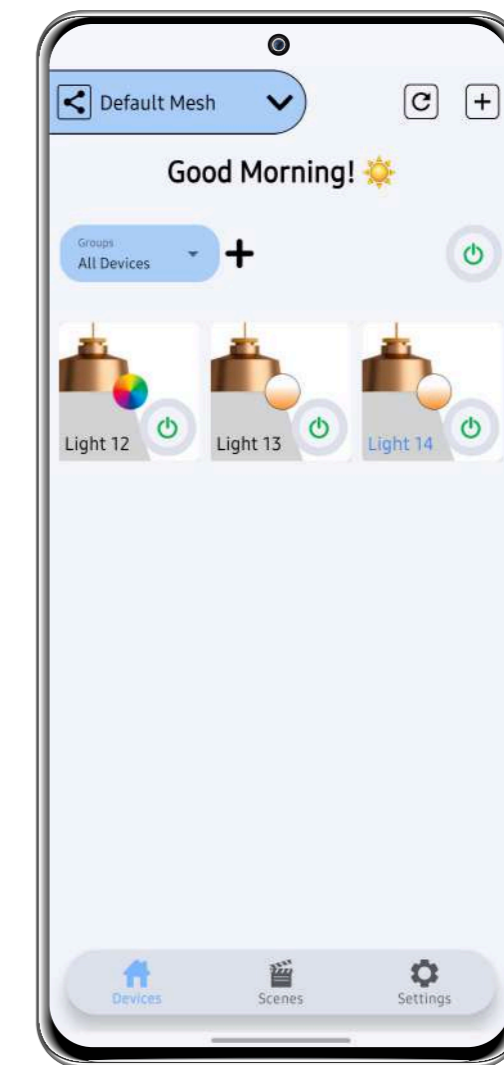 Default Mesh
Good Morning!
Groups
All Devices
Light 12
Light 13
Light 14
Devices
Scenes
Settings